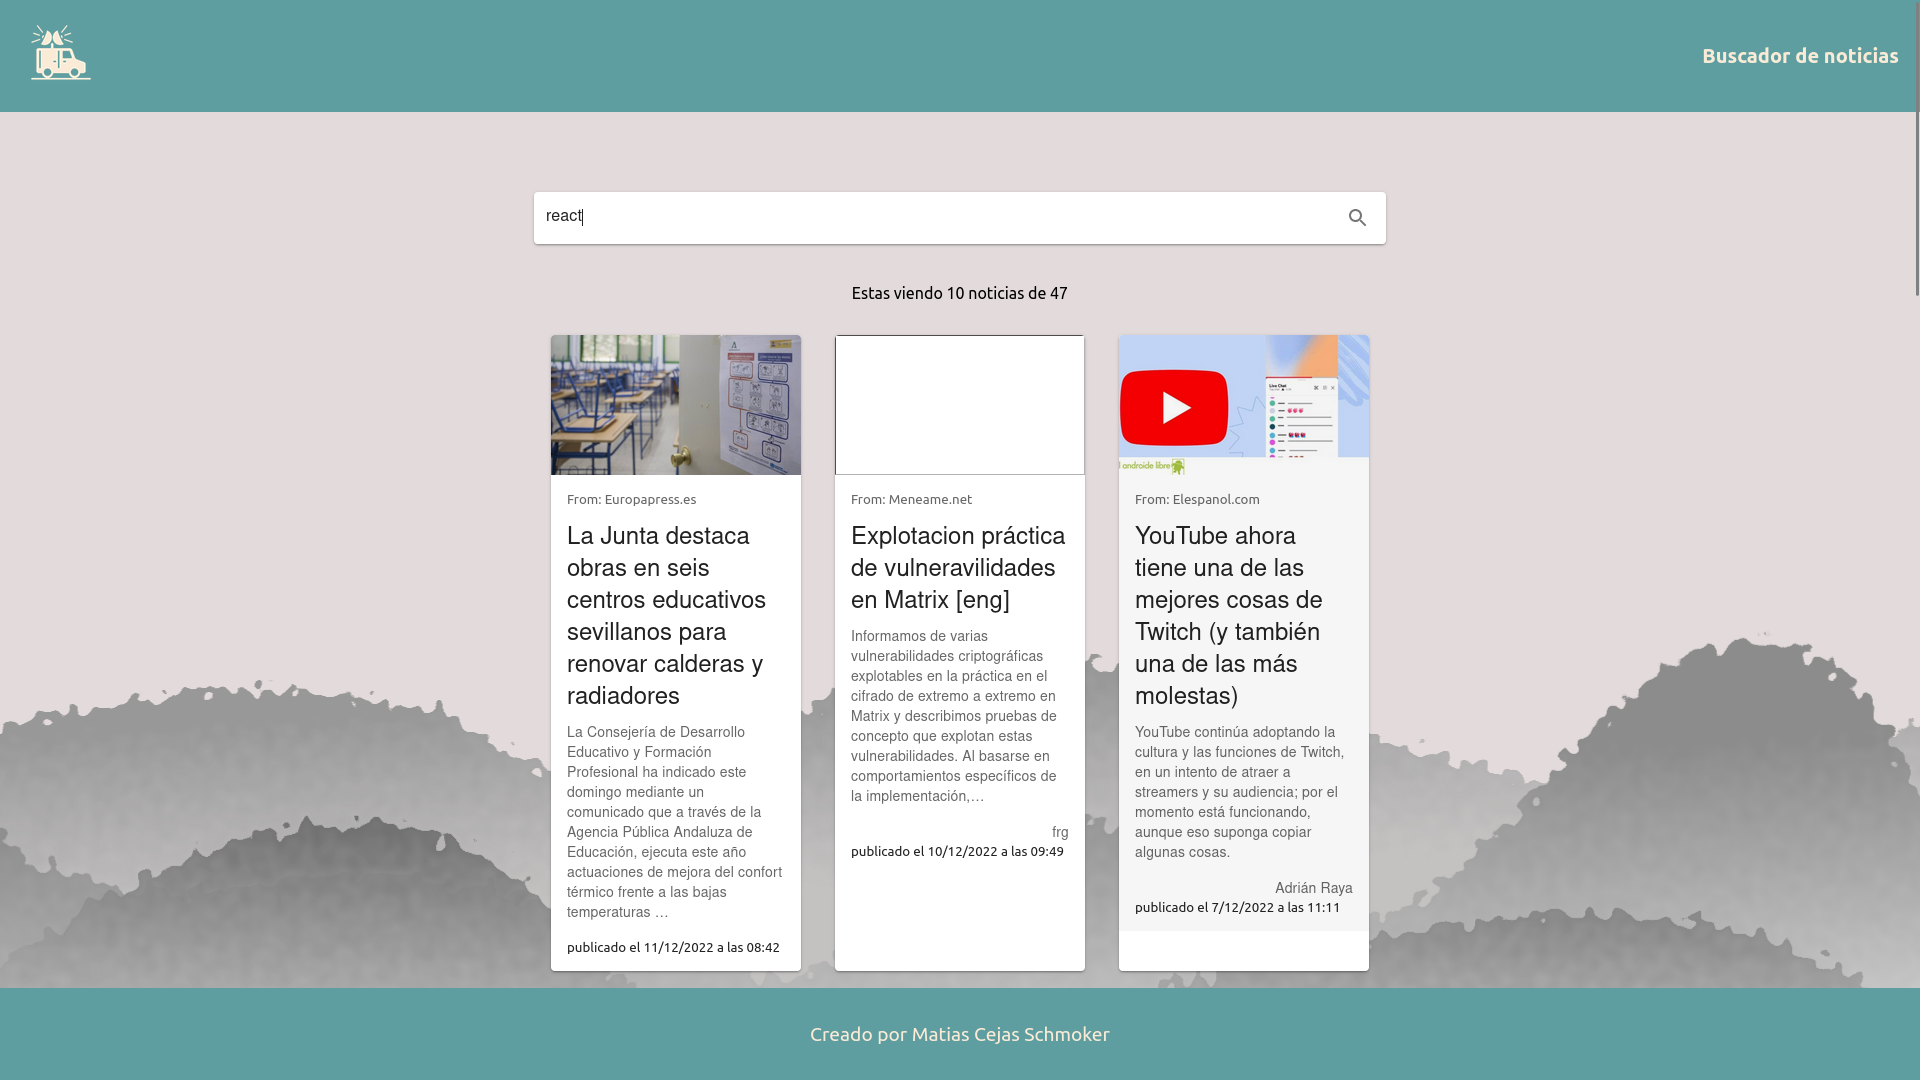 Buscador de noticias
react
Estas viendo 10 noticias de 47
From: Europapress.es
La Junta destaca
obras en seis
centros educativos
sevillanos para
renovar calderas y
radiadores
La Consejería de Desarrollo
Educativo y Formación
Profesional ha indicado este
domingo mediante un
comunicado que a través de la
Agencia Pública Andaluza de
Educación, ejecuta este año
actuaciones de mejora del confort
térmico frente a las bajas
temperaturas …
publicado el 11/12/2022 a las 08:42
From: Meneame.net
Explotacion práctica
de vulneravilidades
en Matrix [eng]
Informamos de varias
vulnerabilidades criptográficas
explotables en la práctica en el
cifrado de extremo a extremo en
Matrix y describimos pruebas de
concepto que explotan estas
vulnerabilidades. Al basarse en
comportamientos específicos de
la implementación,…
frg
publicado el 10/12/2022 a las 09:49
Live Chat
androide libre
From: Elespanol.com
YouTube ahora
tiene una de las
mejores cosas de
Twitch (y también
una de las más
molestas)
YouTube continúa adoptando la
cultura y las funciones de Twitch,
en un intento de atraer a
streamers y su audiencia; por el
momento está funcionando,
aunque eso suponga copiar
algunas cosas.
Adrián Raya
publicado el 7/12/2022 a las 11:11
Creado por Matias Cejas Schmoker